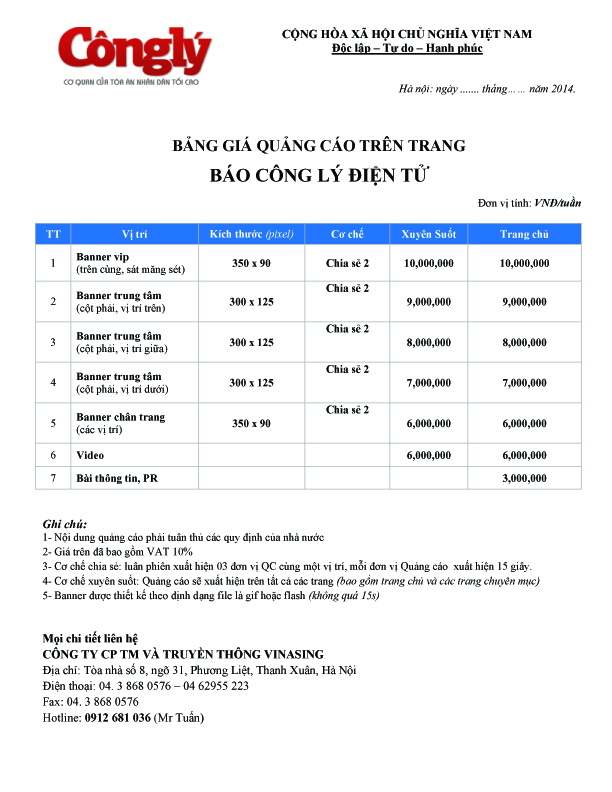 Cônglý
CƠ QUAN CỦA TÒA ÁN NHÂN DÂN TỐI CAO
CỘNG HÒA XÃ HỘI CHỦ NGHĨA VIỆT NAM
Độc lập – Tự do – Hạnh phúc
Hà nội: ngày ....... tháng...... năm 2014.
BẢNG GIÁ QUẢNG CÁO TRÊN TRANG
BÁO CÔNG LÝ ĐIỆN TỬ
Đơn vị tính: VNĐ/tuần
TT Vị trí Kích thước (pixel) Cơ chế Xuyên Suốt Trang chủ
1 Banner vip (trên cùng, sát măng sét) 350 x 90 Chia sẻ 2 10,000,000 10,000,000
2 Banner trung tâm (cột phải, vị trí trên) 300 x 125 Chia sẻ 2 9,000,000 9,000,000
3 Banner trung tâm (cột phải, vị trí giữa) 300 x 125 Chia sẻ 2 8,000,000 8,000,000
4 Banner trung tâm (cột phải, vị trí dưới) 300 x 125 Chia sẻ 2 7,000,000 7,000,000
5 Banner chân trang (các vị trí) 350 x 90 Chia sẻ 2 6,000,000 6,000,000
6 Video 6,000,000 6,000,000
7 Bài thông tin, PR 3,000,000
Ghi chú:
1- Nội dung quảng cáo phải tuân thủ các quy định của nhà nước
2- Giá trên đã bao gồm VAT 10%
3- Cơ chế chia sẻ: luân phiên xuất hiện 03 đơn vị QC cùng một vị trí, mỗi đơn vị Quảng cáo xuất hiện 15 giây.
4- Cơ chế xuyên suốt: Quảng cáo sẽ xuất hiện trên tất cả các trang (bao gồm trang chủ và các trang chuyên mục)
5- Banner được thiết kế theo định dạng file là gif hoặc flash (không quá 15s)
Mọi chi tiết liên hệ
CÔNG TY CP TM VÀ TRUYỀN THÔNG VINASING
Địa chỉ: Tòa nhà số 8, ngõ 31, Phương Liệt, Thanh Xuân, Hà Nội
Điện thoại: 04. 3 868 0576 – 04 62955 223
Fax: 04. 3 868 0576
Hotline: 0912 681 036 (Mr Tuấn)